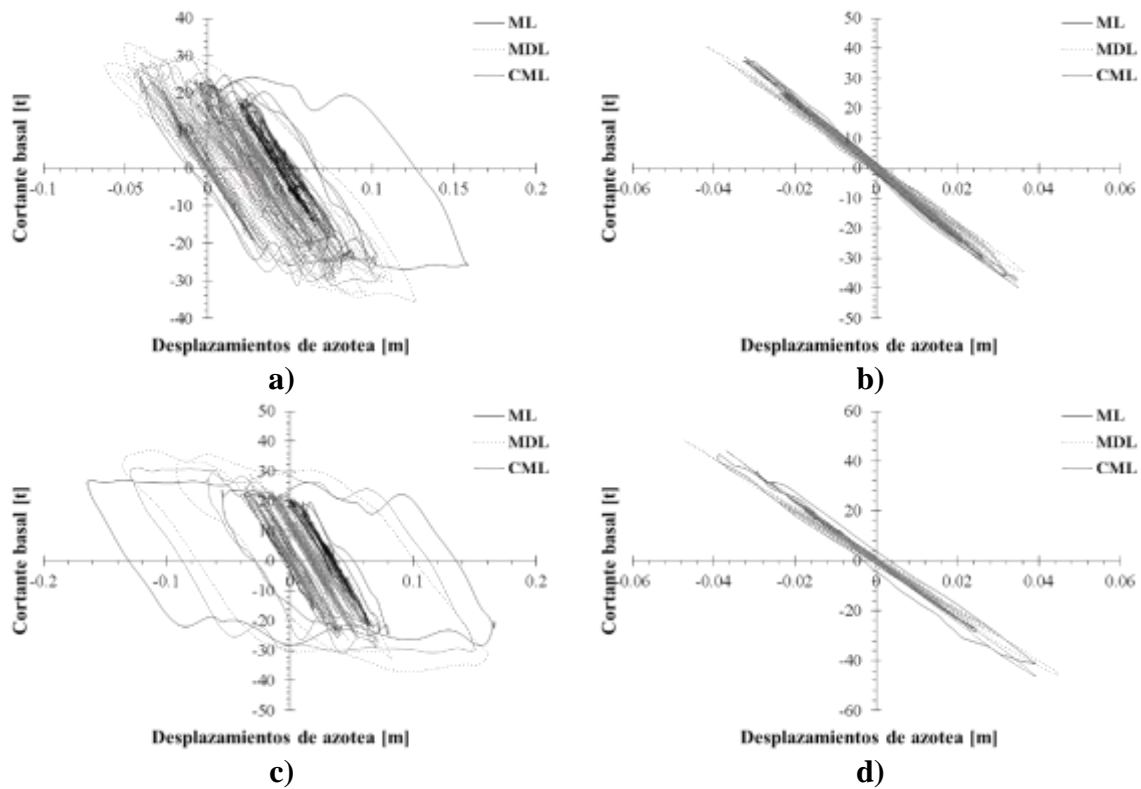 40
30
20
10
0
-10
-20
-30
-40
-0.1
-0.05
0
0.05
0.1
0.15
0.2
Cortante basal [t]
Desplazamientos de azotea [m]
ML
MDL
CML
a)
50
40
30
20
10
0
-10
-20
-30
-40
-50
-0.06
-0.04
-0.02
0
0.02
0.04
0.06
Cortante basal [t]
Desplazamientos de azotea [m]
ML
MDL
CML
b)
50
40
30
20
10
0
-10
-20
-30
-40
-50
-0.2
-0.1
0
0.1
0.2
Cortante basal [t]
Desplazamientos de azotea [m]
ML
MDL
CML
c)
60
40
20
0
-20
-40
-60
-0.06
-0.04
-0.02
0
0.02
0.04
0.06
Cortante basal [t]
Desplazamientos de azotea [m]
ML
MDL
CML
d)